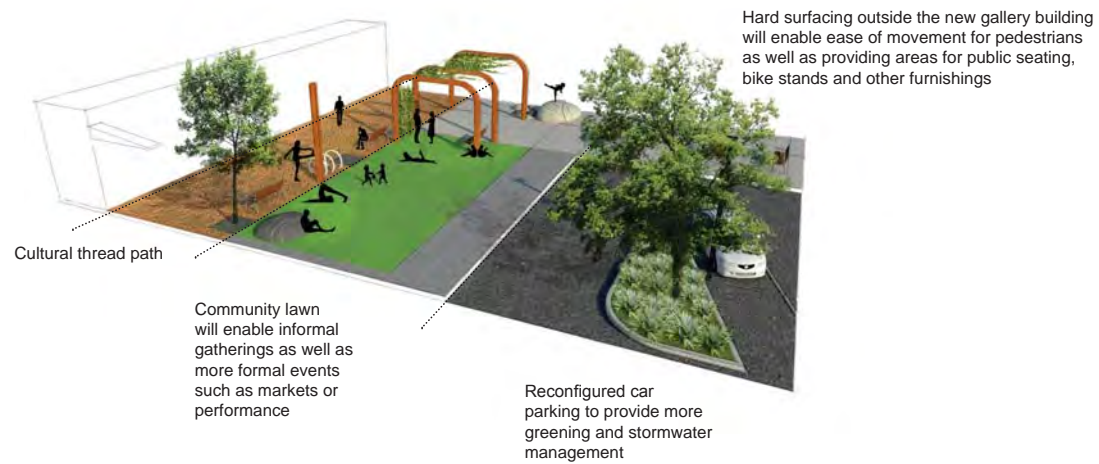 Hard surfacing outside the new gallery building
will enable ease of movement for pedestrians
as well as providing areas for public seating,
bike stands and other furnishings
Cultural thread path
Community lawn
will enable informal
gatherings as well as
more formal events
such as markets or
performance
Reconfigured car
parking to provide more
greening and stormwater
management